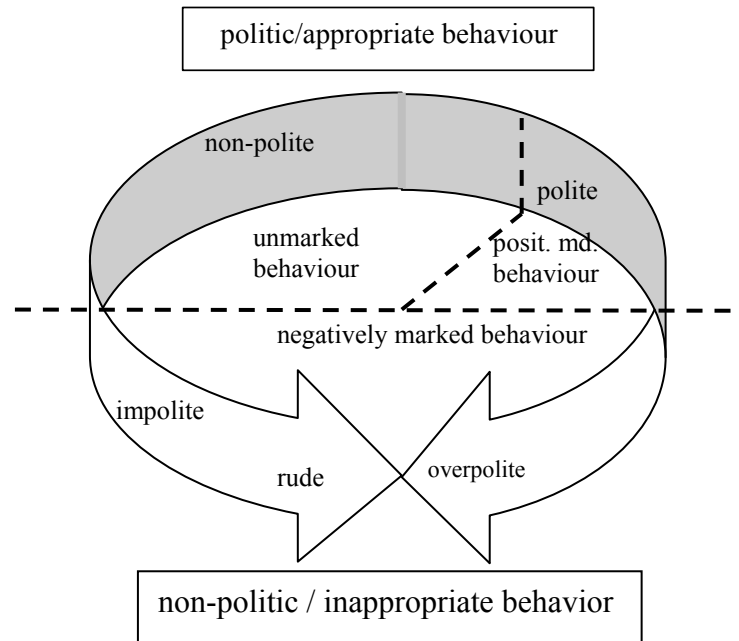 politic/appropriate behaviour
non-polite
polite
unmarked
behaviour
posit. md.
behaviour
negatively marked behaviour
impolite
rude
overpolite
non-politic / inappropriate behavior